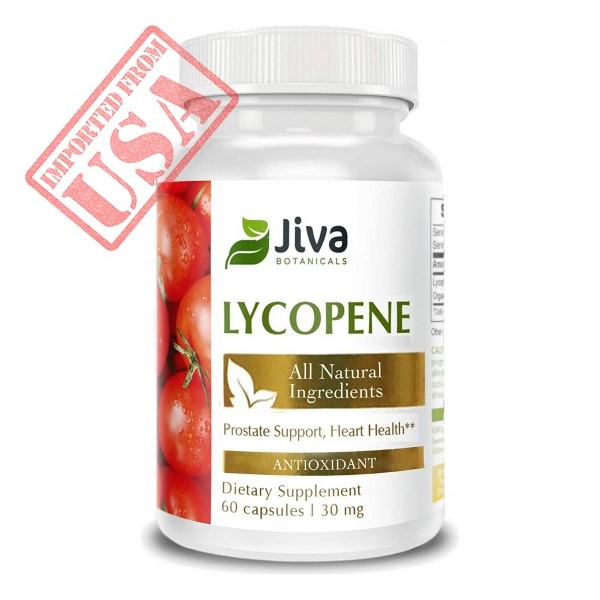 IMPORTED FROM
USA
Jiva
BOTANICALS
LYCOPENE
All Natural
Ingredients
Prostate Support, Heart Health**
ANTIOXIDANT
Dietary Supplement
60 capsules | 30 mg